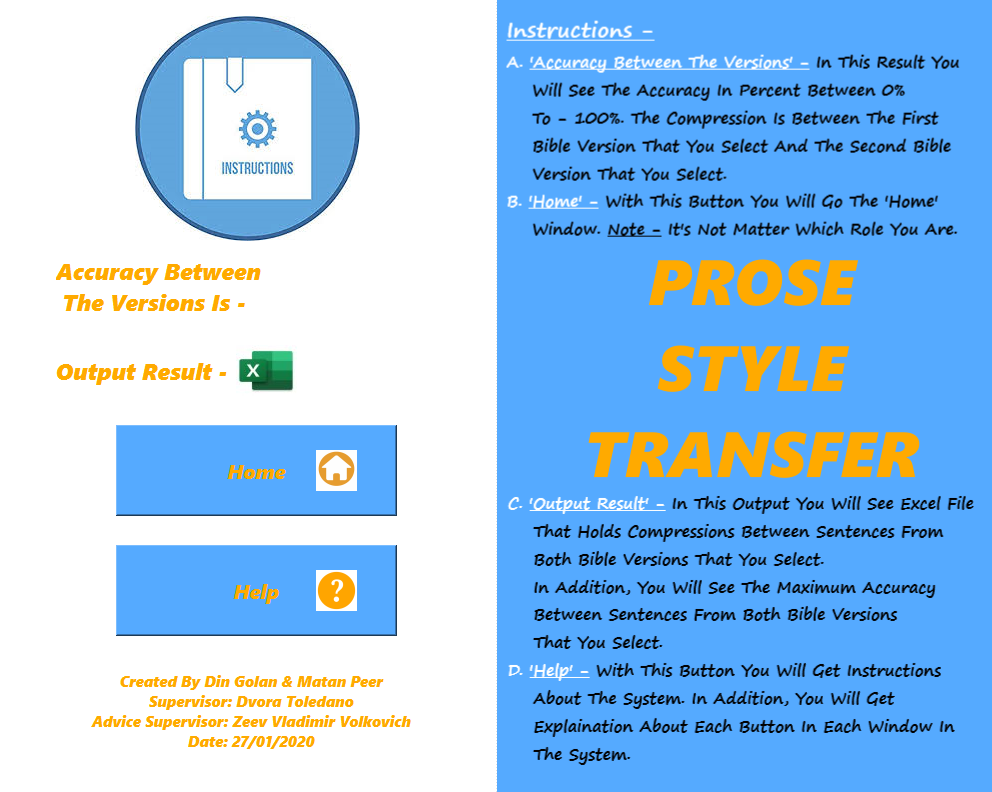 INSTRUCTIONS
Accuracy Between
The Versions Is -
Output Result -
X
Home
Help
?
Created By Din Golan & Matan Peer
Supervisor: Dvora Toledano
Advice Supervisor: Zeev Vladimir Volkovich
Date: 27/01/2020
Instructions -
A. 'Accuracy Between The Versions' - In This Result You
Will See The Accuracy In Percent Between 0%
To - 100%. The Compression Is Between The First
Bible Version That You Select And The Second Bible
Version That You Select.
B. 'Home' - With This Button You Will Go The 'Home'
Window. Note - It's Not Matter Which Role You Are.
PROSE
STYLE
TRANSFER
C. 'Output Result' - In This Output You Will See Excel File
That Holds Compressions Between Sentences From
Both Bible Versions That You Select.
In Addition, You Will See The Maximum Accuracy
Between Sentences From Both Bible Versions
That You Select.
D. 'Help' - With This Button You Will Get Instructions
About The System. In Addition, You Will Get
Explaination About Each Button In Each Window In
The System.